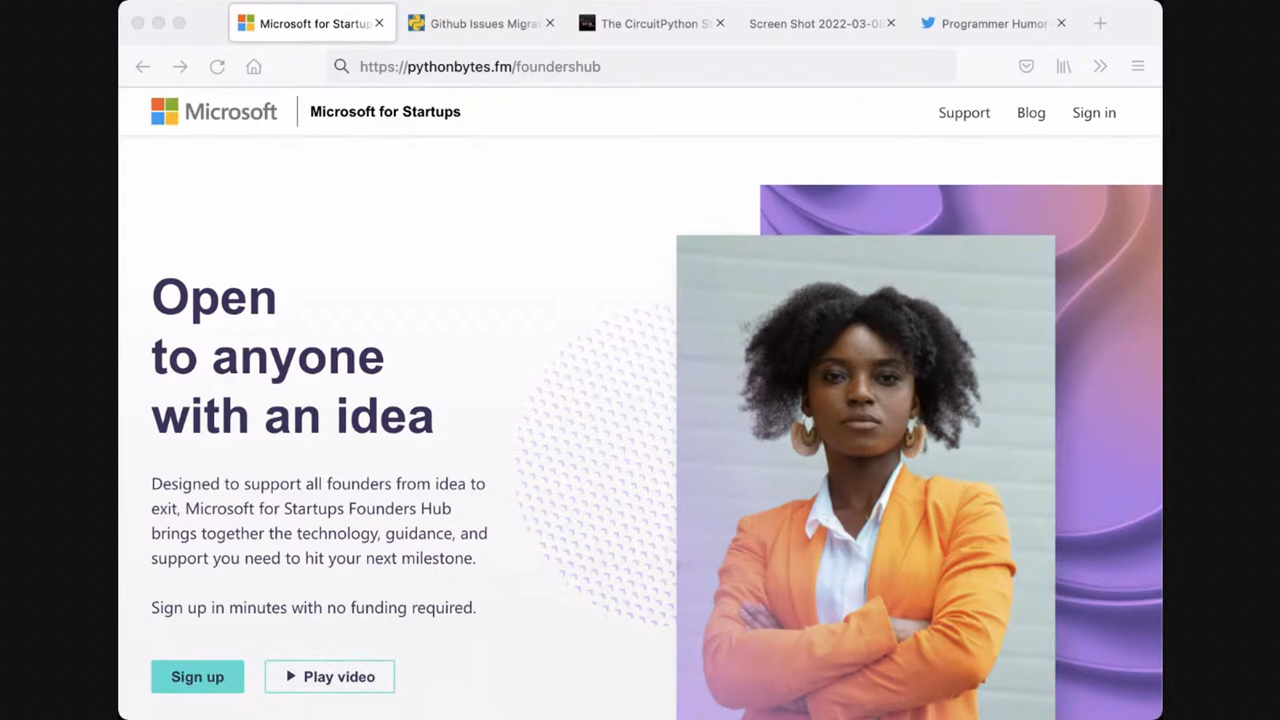 Microsoft for Startup
Github Issues Migrat
The CircuitPython S
Screen Shot 2022-03-0
Programmer Humor
https://pythonbytes.fm/foundershub
Microsoft
Microsoft for Startups
Support
Blog
Sign in
Open
to anyone
with an idea
Designed to support all founders from idea to
exit, Microsoft for Startups Founders Hub
brings together the technology, guidance, and
support you need to hit your next milestone.
Sign up in minutes with no funding required.
Sign up
Play video